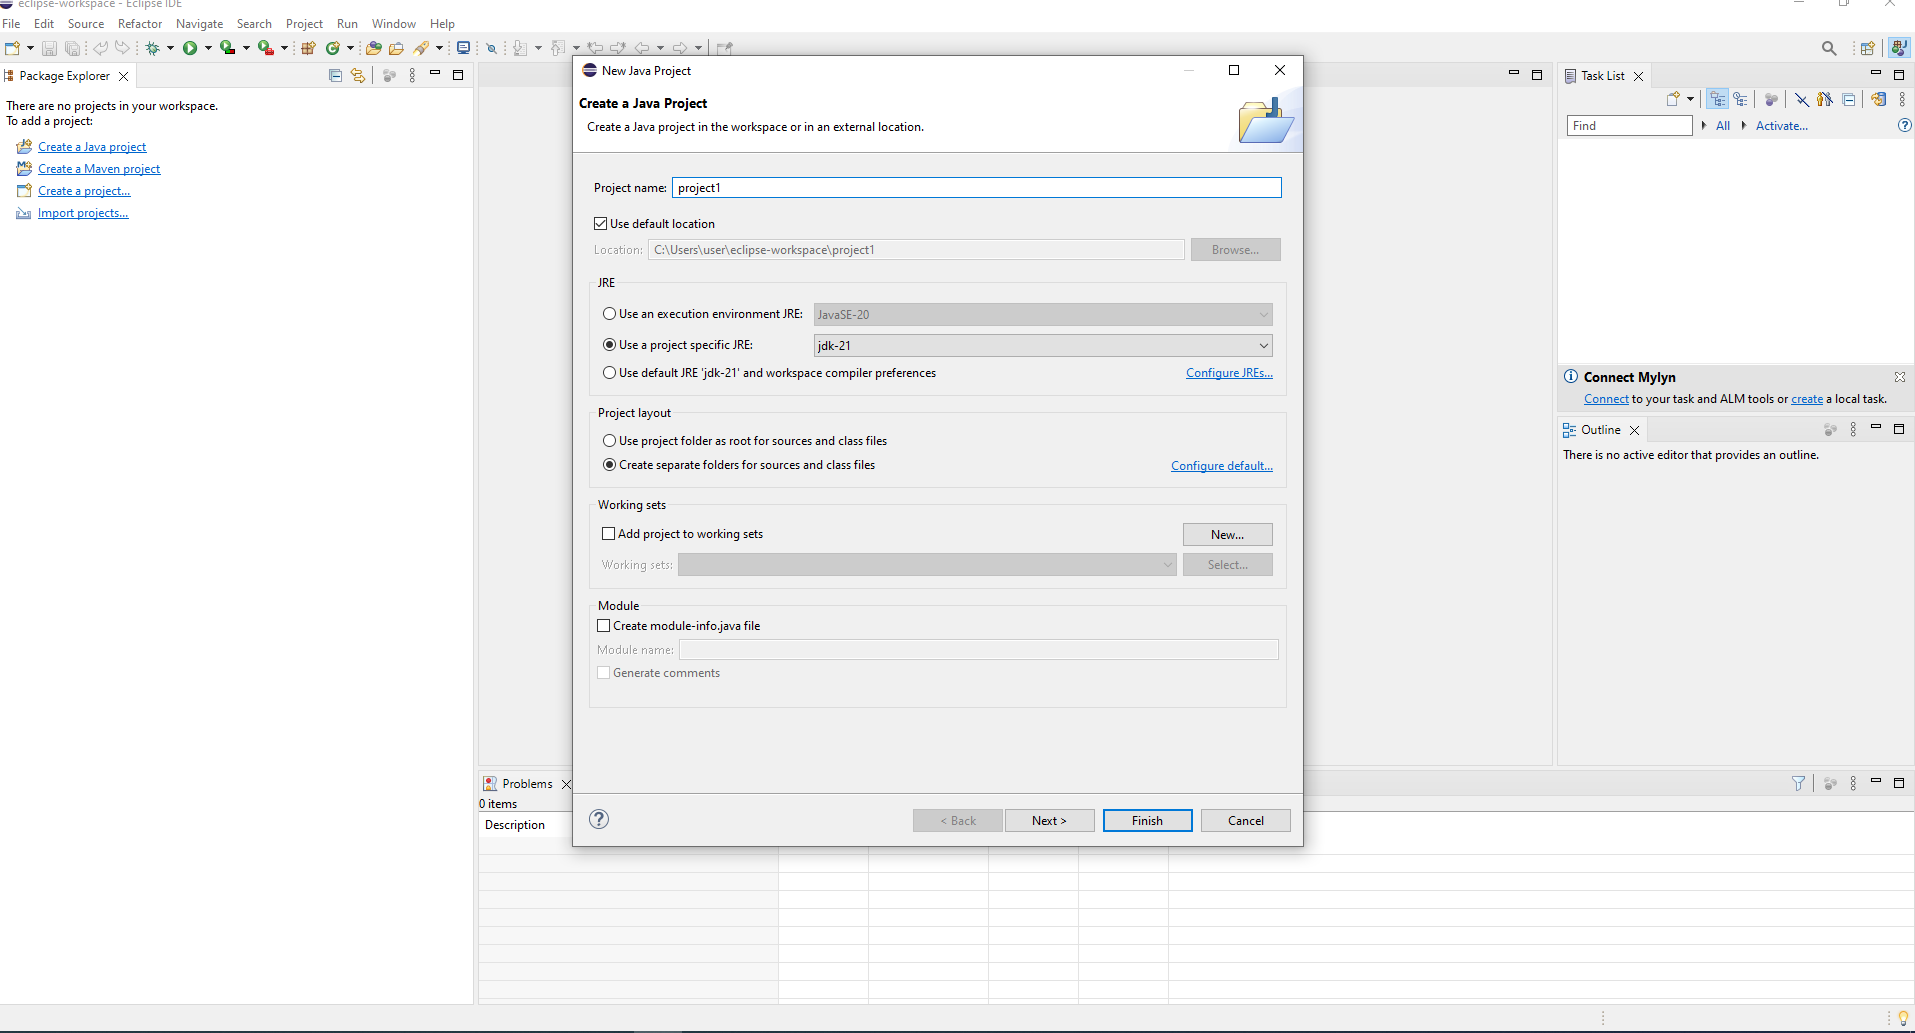 eclipse-workspace - Eclipse IDE
File Edit Source Refactor Navigate Search Project Run Window Help
Package Explorer
There are no projects in your workspace.
To add a project:
Create a Java project
Create a Maven project
Create a project...
Import projects...
New Java Project
Create a Java Project
Create a Java project in the workspace or in an external location.
Project name: project1
Use default location
Location: C:\Users\user\eclipse-workspace\project1 Browse...
JRE
Use an execution environment JRE: JavaSE-20
Use a project specific JRE: jdk-21
Use default JRE 'jdk-21' and workspace compiler preferences Configure JREs...
Project layout
Use project folder as root for sources and class files
Create separate folders for sources and class files Configure default...
Working sets
Add project to working sets New...
Working sets: Select...
Module
Create module-info.java file
Module name:
Generate comments
< Back Next > Finish Cancel
Task List
Find All Activate...
Connect Mylyn
Connect to your task and ALM tools or create a local task.
Outline
There is no active editor that provides an outline.
Problems
0 items
Description